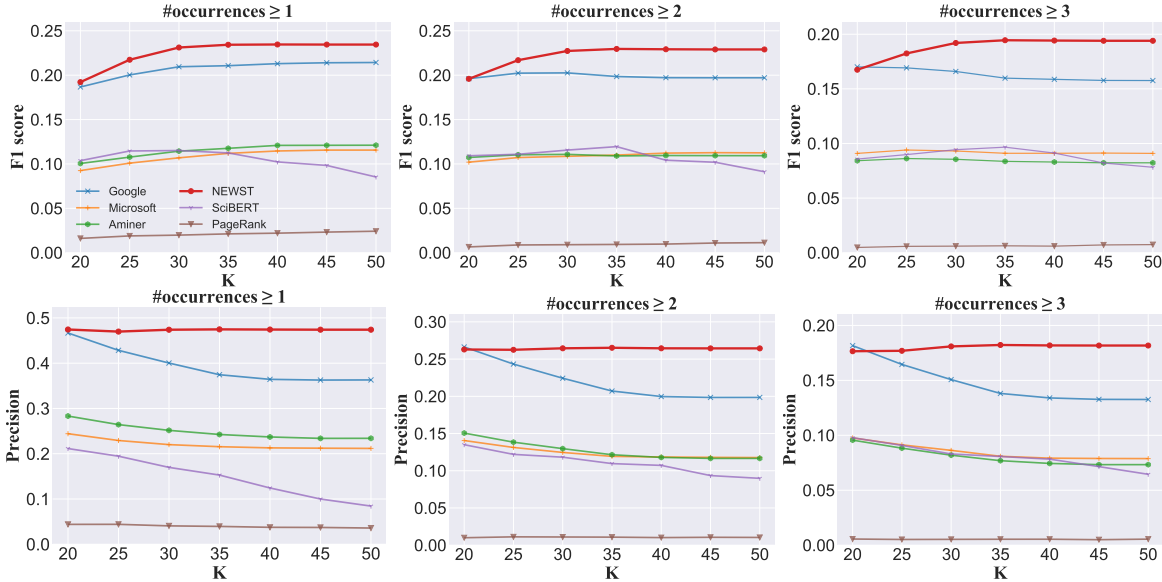 #occurrences ≥ 1
F1 score
0.25
0.20
0.15
0.10
0.05
0.00
Google
Microsoft
Aminer
NEWST
SciBERT
PageRank
20 25 30 35 40 45 50
K
#occurrences ≥ 2
F1 score
0.25
0.20
0.15
0.10
0.05
0.00
20 25 30 35 40 45 50
K
#occurrences ≥ 3
F1 score
0.20
0.15
0.10
0.05
0.00
20 25 30 35 40 45 50
K
#occurrences ≥ 1
Precision
0.5
0.4
0.3
0.2
0.1
0.0
20 25 30 35 40 45 50
K
#occurrences ≥ 2
Precision
0.30
0.25
0.20
0.15
0.10
0.05
0.00
20 25 30 35 40 45 50
K
#occurrences ≥ 3
Precision
0.20
0.15
0.10
0.05
0.00
20 25 30 35 40 45 50
K